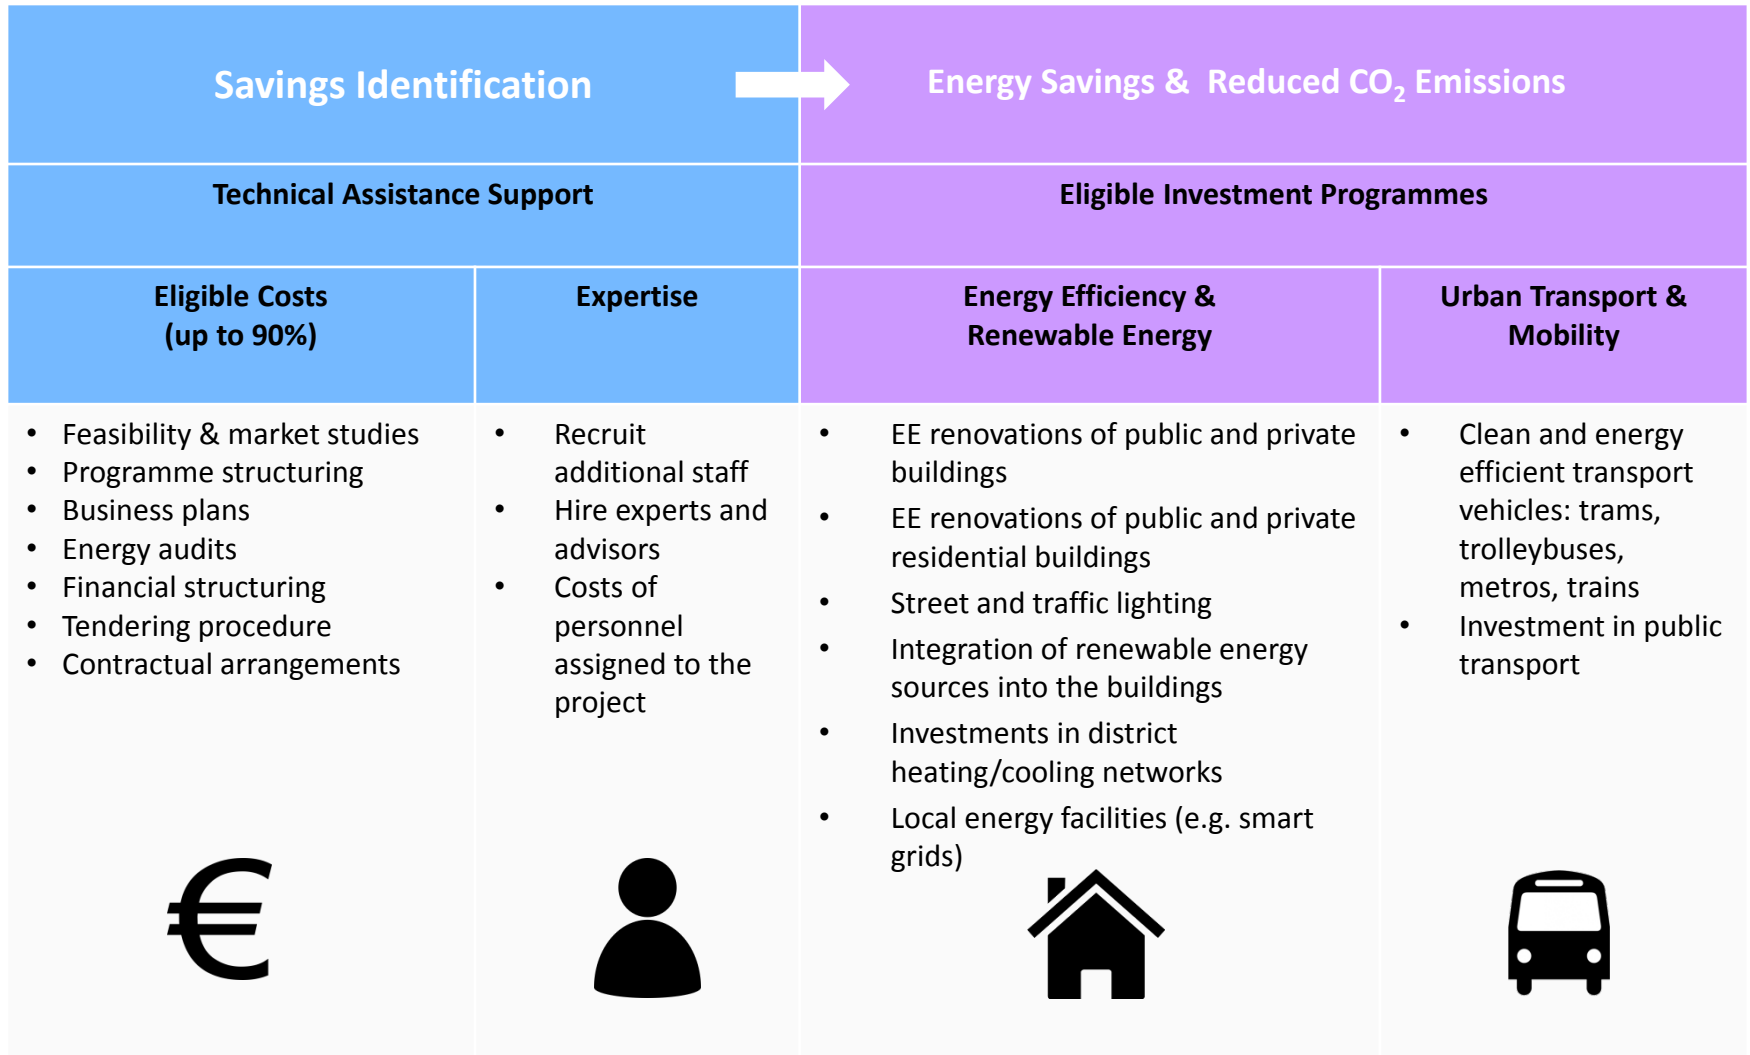 Savings Identification
Energy Savings &  Reduced CO₂ Emissions
Technical Assistance Support
Eligible Investment Programmes
Eligible Costs
(up to 90%)
Expertise
Energy Efficiency &
Renewable Energy
Urban Transport &
Mobility
• Feasibility & market studies
• Programme structuring
• Business plans
• Energy audits
• Financial structuring
• Tendering procedure
• Contractual arrangements
• Recruit
additional staff
• Hire experts and
advisors
• Costs of
personnel
assigned to the
project
• EE renovations of public and private
buildings
• EE renovations of public and private
residential buildings
• Street and traffic lighting
• Integration of renewable energy
sources into the buildings
• Investments in district
heating/cooling networks
• Local energy facilities (e.g. smart
grids)
• Clean and energy
efficient transport
vehicles: trams,
trolleybuses,
metros, trains
• Investment in public
transport
€